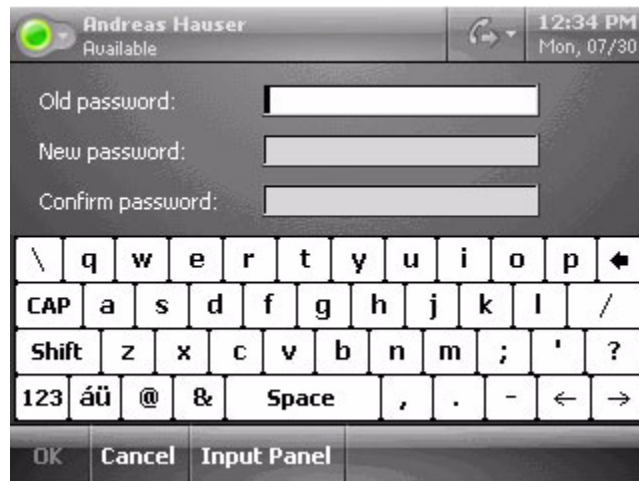 Andreas Hauser 12:34 PM
Available Mon, 07/30
Old password:
New password:
Confirm password:
\ q w e r t y u i o p
CAP a s d f g h j k l /
Shift z x c v b n m ; ' ?
123 áü @ & Space , . - ← →
OK Cancel Input Panel